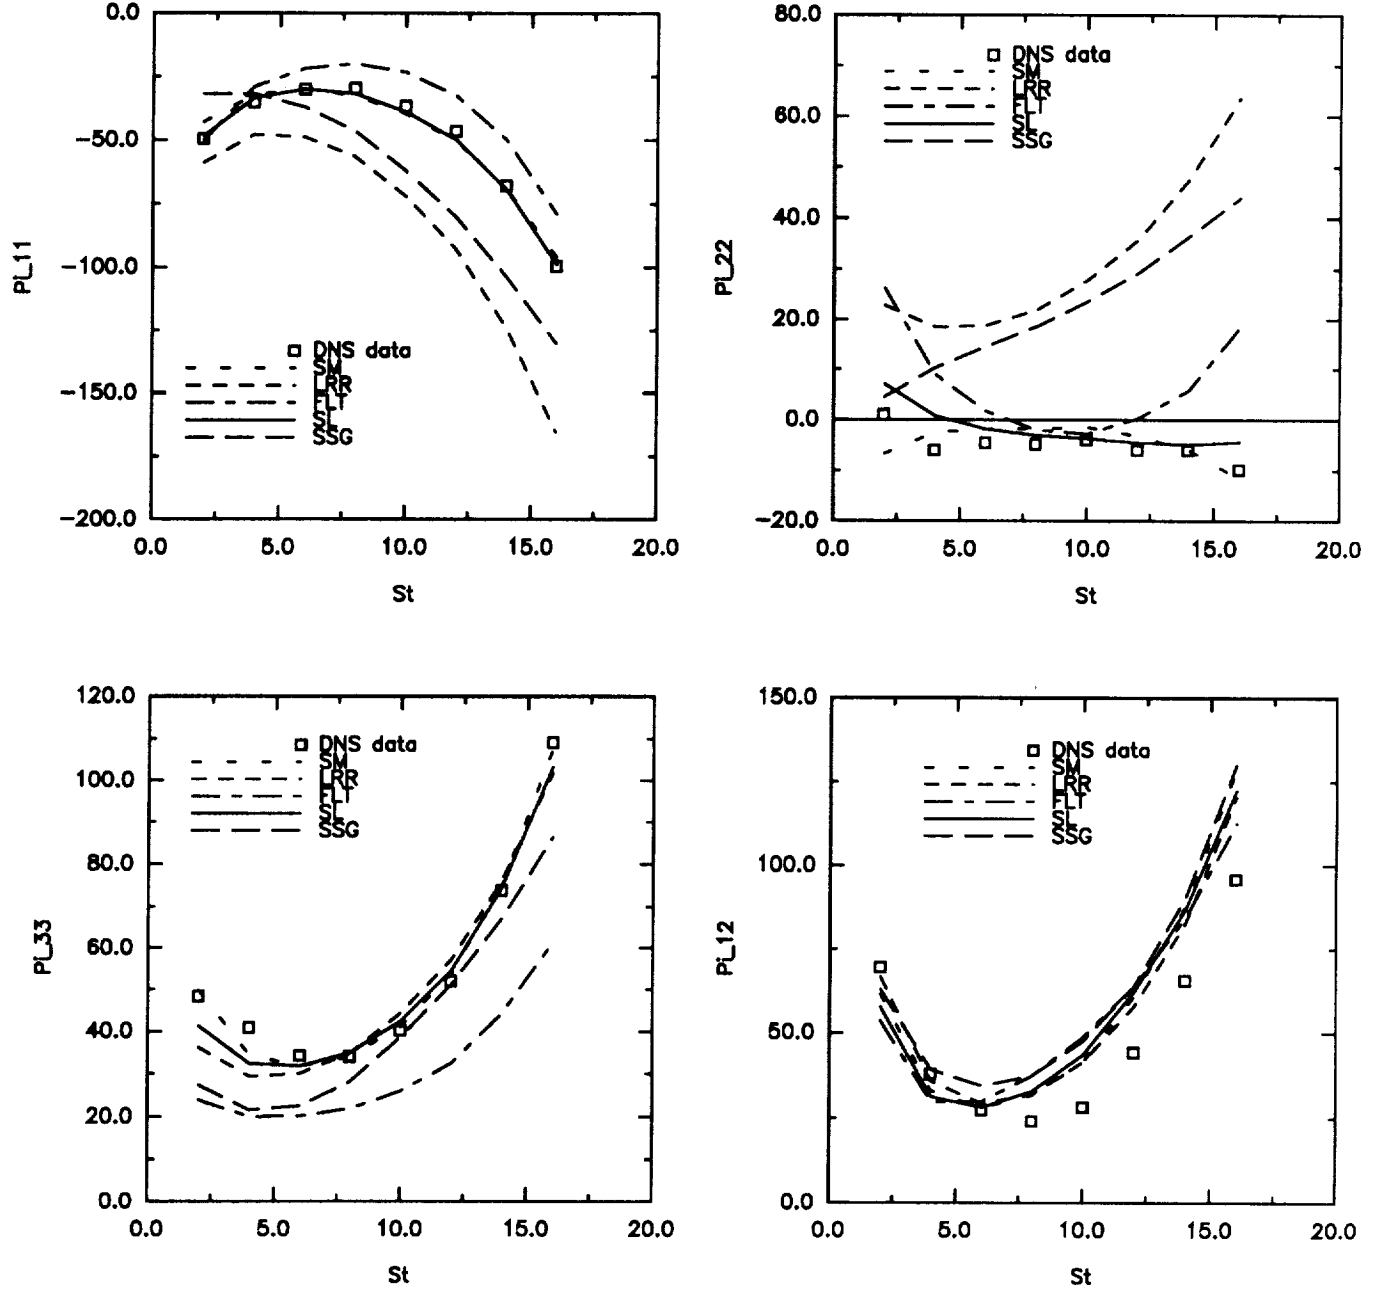 0.0
−50.0
−100.0
−150.0
−200.0
Pi_11
DNS data
SM
LRR
FLT
SL
SSG
0.0 5.0 10.0 15.0 20.0
St
80.0
60.0
40.0
20.0
0.0
−20.0
Pi_22
DNS data
SM
LRR
FLT
SL
SSG
0.0 5.0 10.0 15.0 20.0
St
120.0
100.0
80.0
60.0
40.0
20.0
0.0
Pi_33
DNS data
SM
LRR
FLT
SL
SSG
0.0 5.0 10.0 15.0 20.0
St
150.0
100.0
50.0
0.0
Pi_12
DNS data
SM
LRR
FLT
SL
SSG
0.0 5.0 10.0 15.0 20.0
St